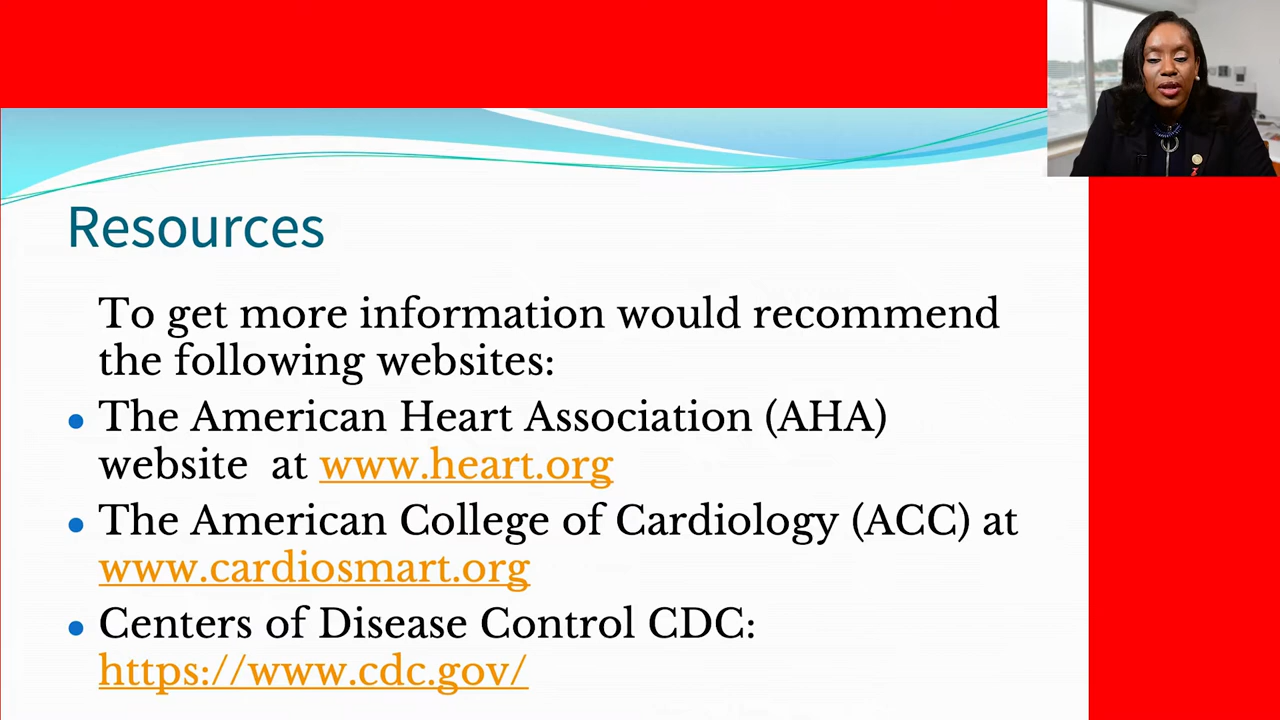 Resources
To get more information would recommend
the following websites:
• The American Heart Association (AHA)
website at www.heart.org
• The American College of Cardiology (ACC) at
www.cardiosmart.org
• Centers of Disease Control CDC:
https://www.cdc.gov/